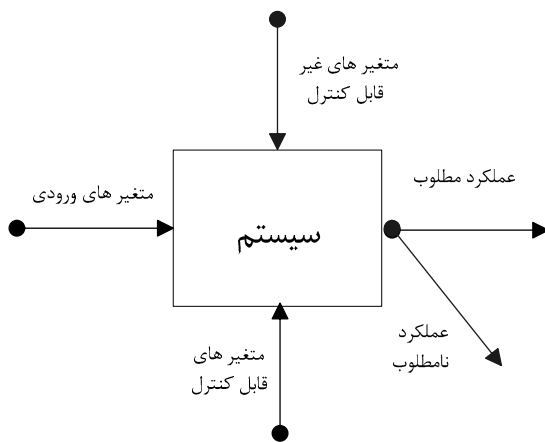 متغیر های غیر
قابل کنترل
عملکرد مطلوب
متغیر های ورودی
سیستم
عملکرد
نامطلوب
متغیر های
قابل کنترل